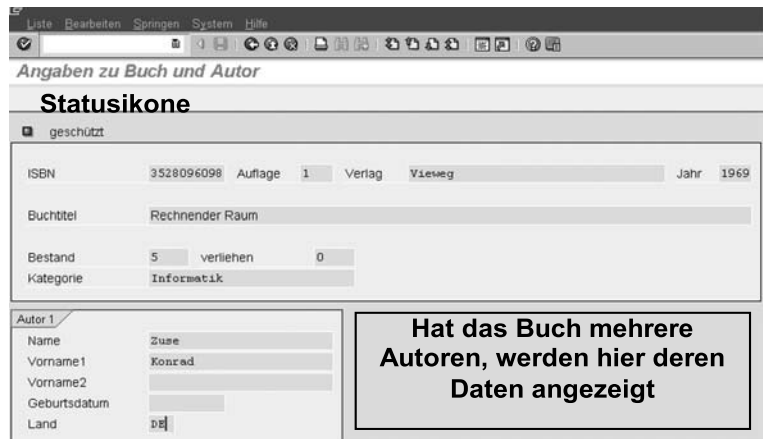 Liste Bearbeiten Springen System Hilfe
Angaben zu Buch und Autor
Statusikone
geschützt
ISBN 3528096098 Auflage 1 Verlag Vieweg Jahr 1969
Buchtitel Rechnender Raum
Bestand 5 verliehen 0
Kategorie Informatik
Autor 1
Name Zuse
Vorname1 Konrad
Vorname2
Geburtsdatum
Land DE
Hat das Buch mehrere
Autoren, werden hier deren
Daten angezeigt